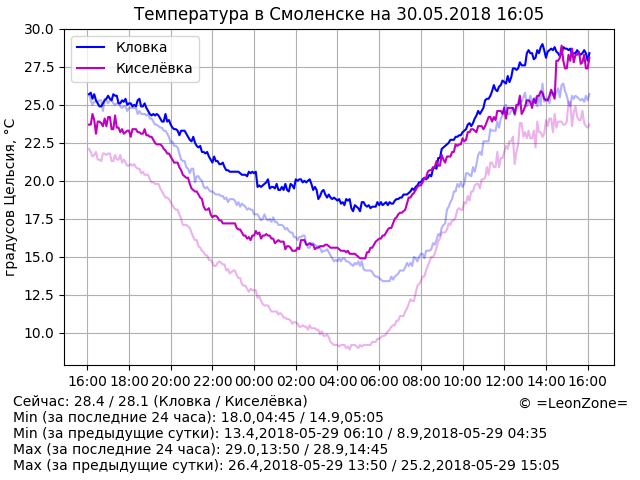 Температура в Смоленске на 30.05.2018 16:05
Кловка
Киселёвка
градусов Цельсия, °C
30.0
27.5
25.0
22.5
20.0
17.5
15.0
12.5
10.0
16:00 18:00 20:00 22:00 00:00 02:00 04:00 06:00 08:00 10:00 12:00 14:00 16:00
Сейчас: 28.4 / 28.1 (Кловка / Киселёвка)
© =LeonZone=
Min (за последние 24 часа): 18.0,04:45 / 14.9,05:05
Min (за предыдущие сутки): 13.4,2018-05-29 06:10 / 8.9,2018-05-29 04:35
Max (за последние 24 часа): 29.0,13:50 / 28.9,14:45
Max (за предыдущие сутки): 26.4,2018-05-29 13:50 / 25.2,2018-05-29 15:05